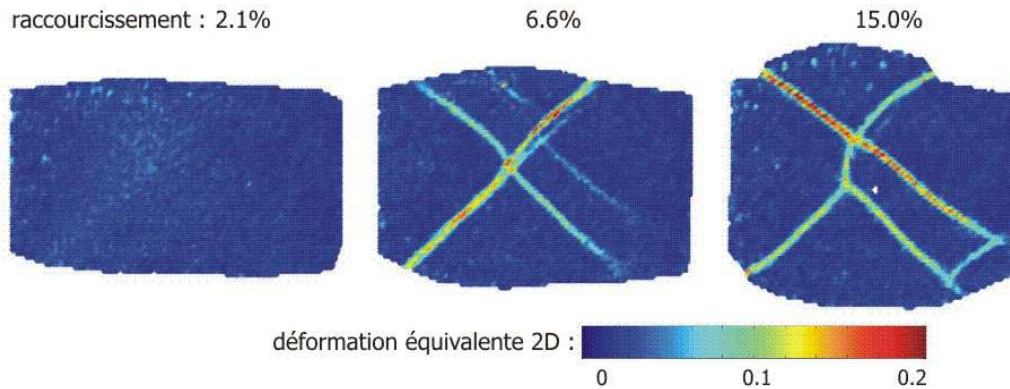 raccourcissement : 2.1% 6.6% 15.0%
déformation équivalente 2D :
0 0.1 0.2